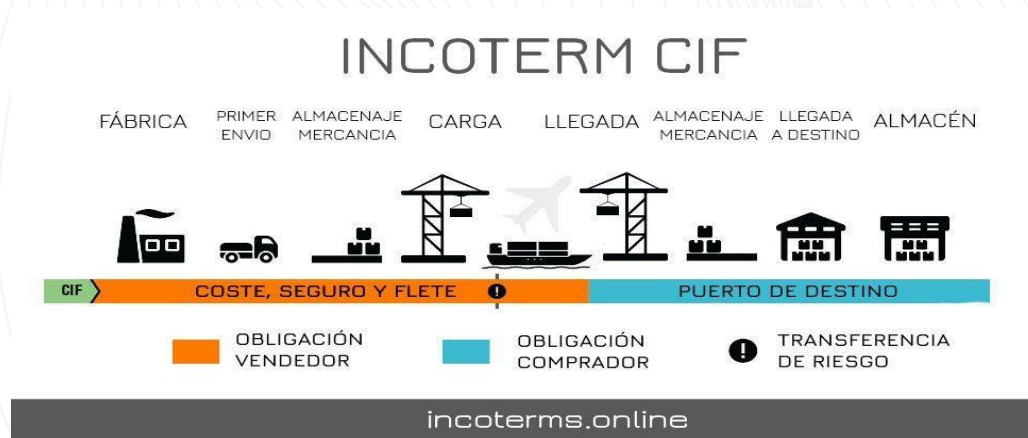 INCOTERM CIF
FÁBRICA
PRIMER
ENVIO
ALMACENAJE
MERCANCIA
CARGA
LLEGADA
ALMACENAJE
MERCANCIA
LLEGADA
A DESTINO
ALMACÉN
CIF
COSTE, SEGURO Y FLETE
!
PUERTO DE DESTINO
OBLIGACIÓN
VENDEDOR
OBLIGACIÓN
COMPRADOR
!
TRANSFERENCIA
DE RIESGO
incoterms.online